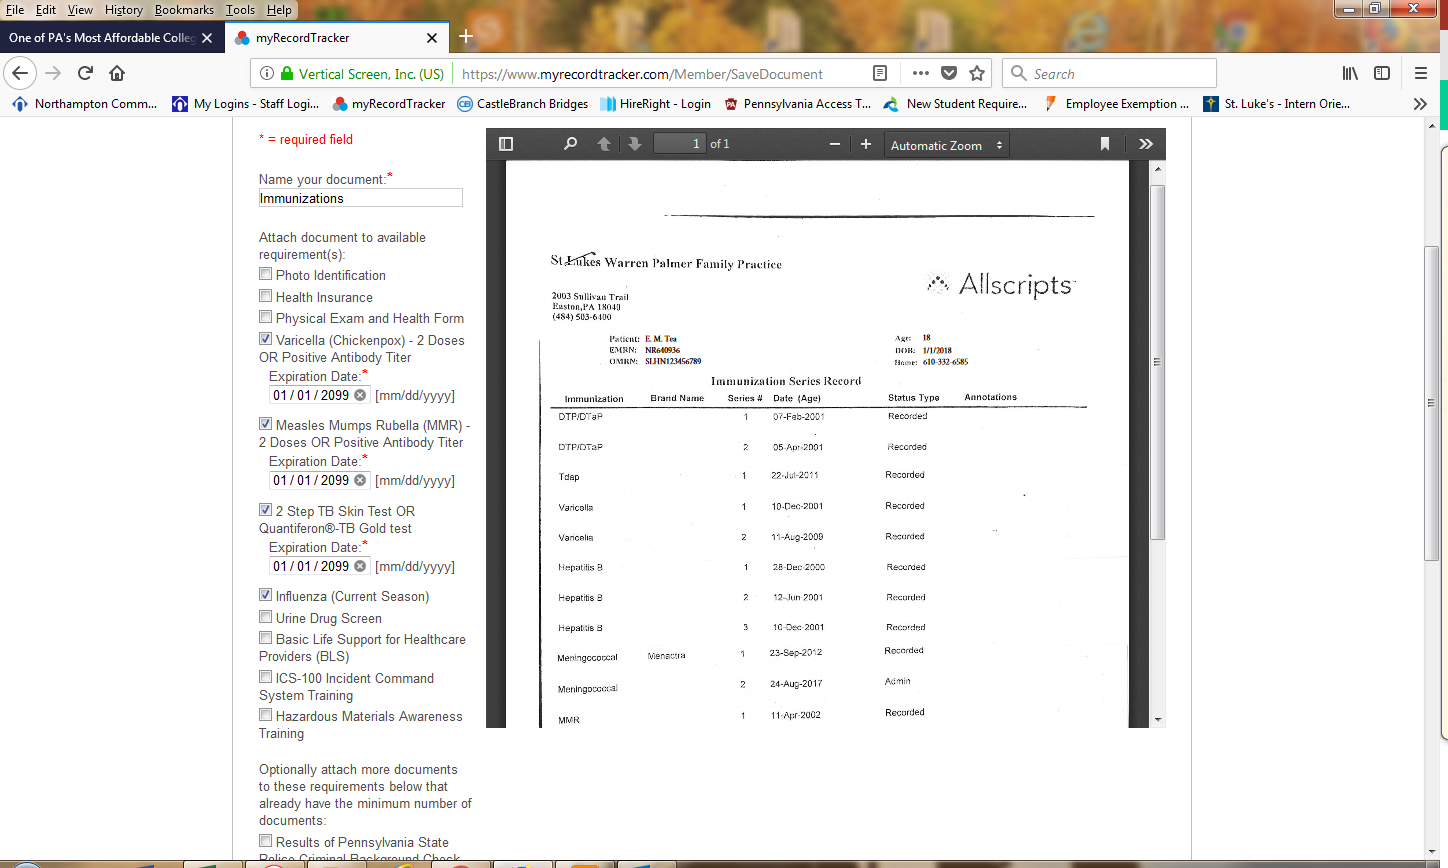 File Edit View History Bookmarks Tools Help
One of PA's Most Affordable Colleg
myRecordTracker
Vertical Screen, Inc. (US) https://www.myrecordtracker.com/Member/SaveDocument
Search
Northampton Comm... My Logins - Staff Logi... myRecordTracker CastleBranch Bridges HireRight - Login Pennsylvania Access T... New Student Require... Employee Exemption ... St. Luke's - Intern Orie...
* = required field
Name your document:*
Immunizations
Attach document to available
requirement(s):
Photo Identification
Health Insurance
Physical Exam and Health Form
Varicella (Chickenpox) - 2 Doses
OR Positive Antibody Titer
Expiration Date:*
01 / 01 / 2099 [mm/dd/yyyy]
Measles Mumps Rubella (MMR) -
2 Doses OR Positive Antibody Titer
Expiration Date:*
01 / 01 / 2099 [mm/dd/yyyy]
2 Step TB Skin Test OR
Quantiferon®-TB Gold test
Expiration Date:*
01 / 01 / 2099 [mm/dd/yyyy]
Influenza (Current Season)
Urine Drug Screen
Basic Life Support for Healthcare
Providers (BLS)
ICS-100 Incident Command
System Training
Hazardous Materials Awareness
Training
Optionally attach more documents
to these requirements below that
already have the minimum number of
documents:
Results of Pennsylvania State
Police Criminal Background Check
1 of 1
Automatic Zoom
St Lukes Warren Palmer Family Practice
Allscripts™
2003 Sullivan Trail
Easton,PA 18040
(484) 503-6400
Patient: E. M. Tea Age: 18
EMRN: NR640936 DOB: 1/1/2018
OMRN: SLHN123456789 Home: 610-332-6585
Immunization Series Record
Immunization Brand Name Series # Date (Age) Status Type Annotations
DTP/DTaP 1 07-Feb-2001 Recorded
DTP/DTaP 2 05-Apr-2001 Recorded
Tdap 1 22-Jul-2011 Recorded
Varicella 1 10-Dec-2001 Recorded
Varicella 2 11-Aug-2009 Recorded
Hepatitis B 1 28-Dec-2000 Recorded
Hepatitis B 2 12-Jun-2001 Recorded
Hepatitis B 3 10-Dec-2001 Recorded
Meningococcal Menactra 1 23-Sep-2012 Recorded
Meningococcal 2 24-Aug-2017 Admin
MMR 1 11-Apr-2002 Recorded